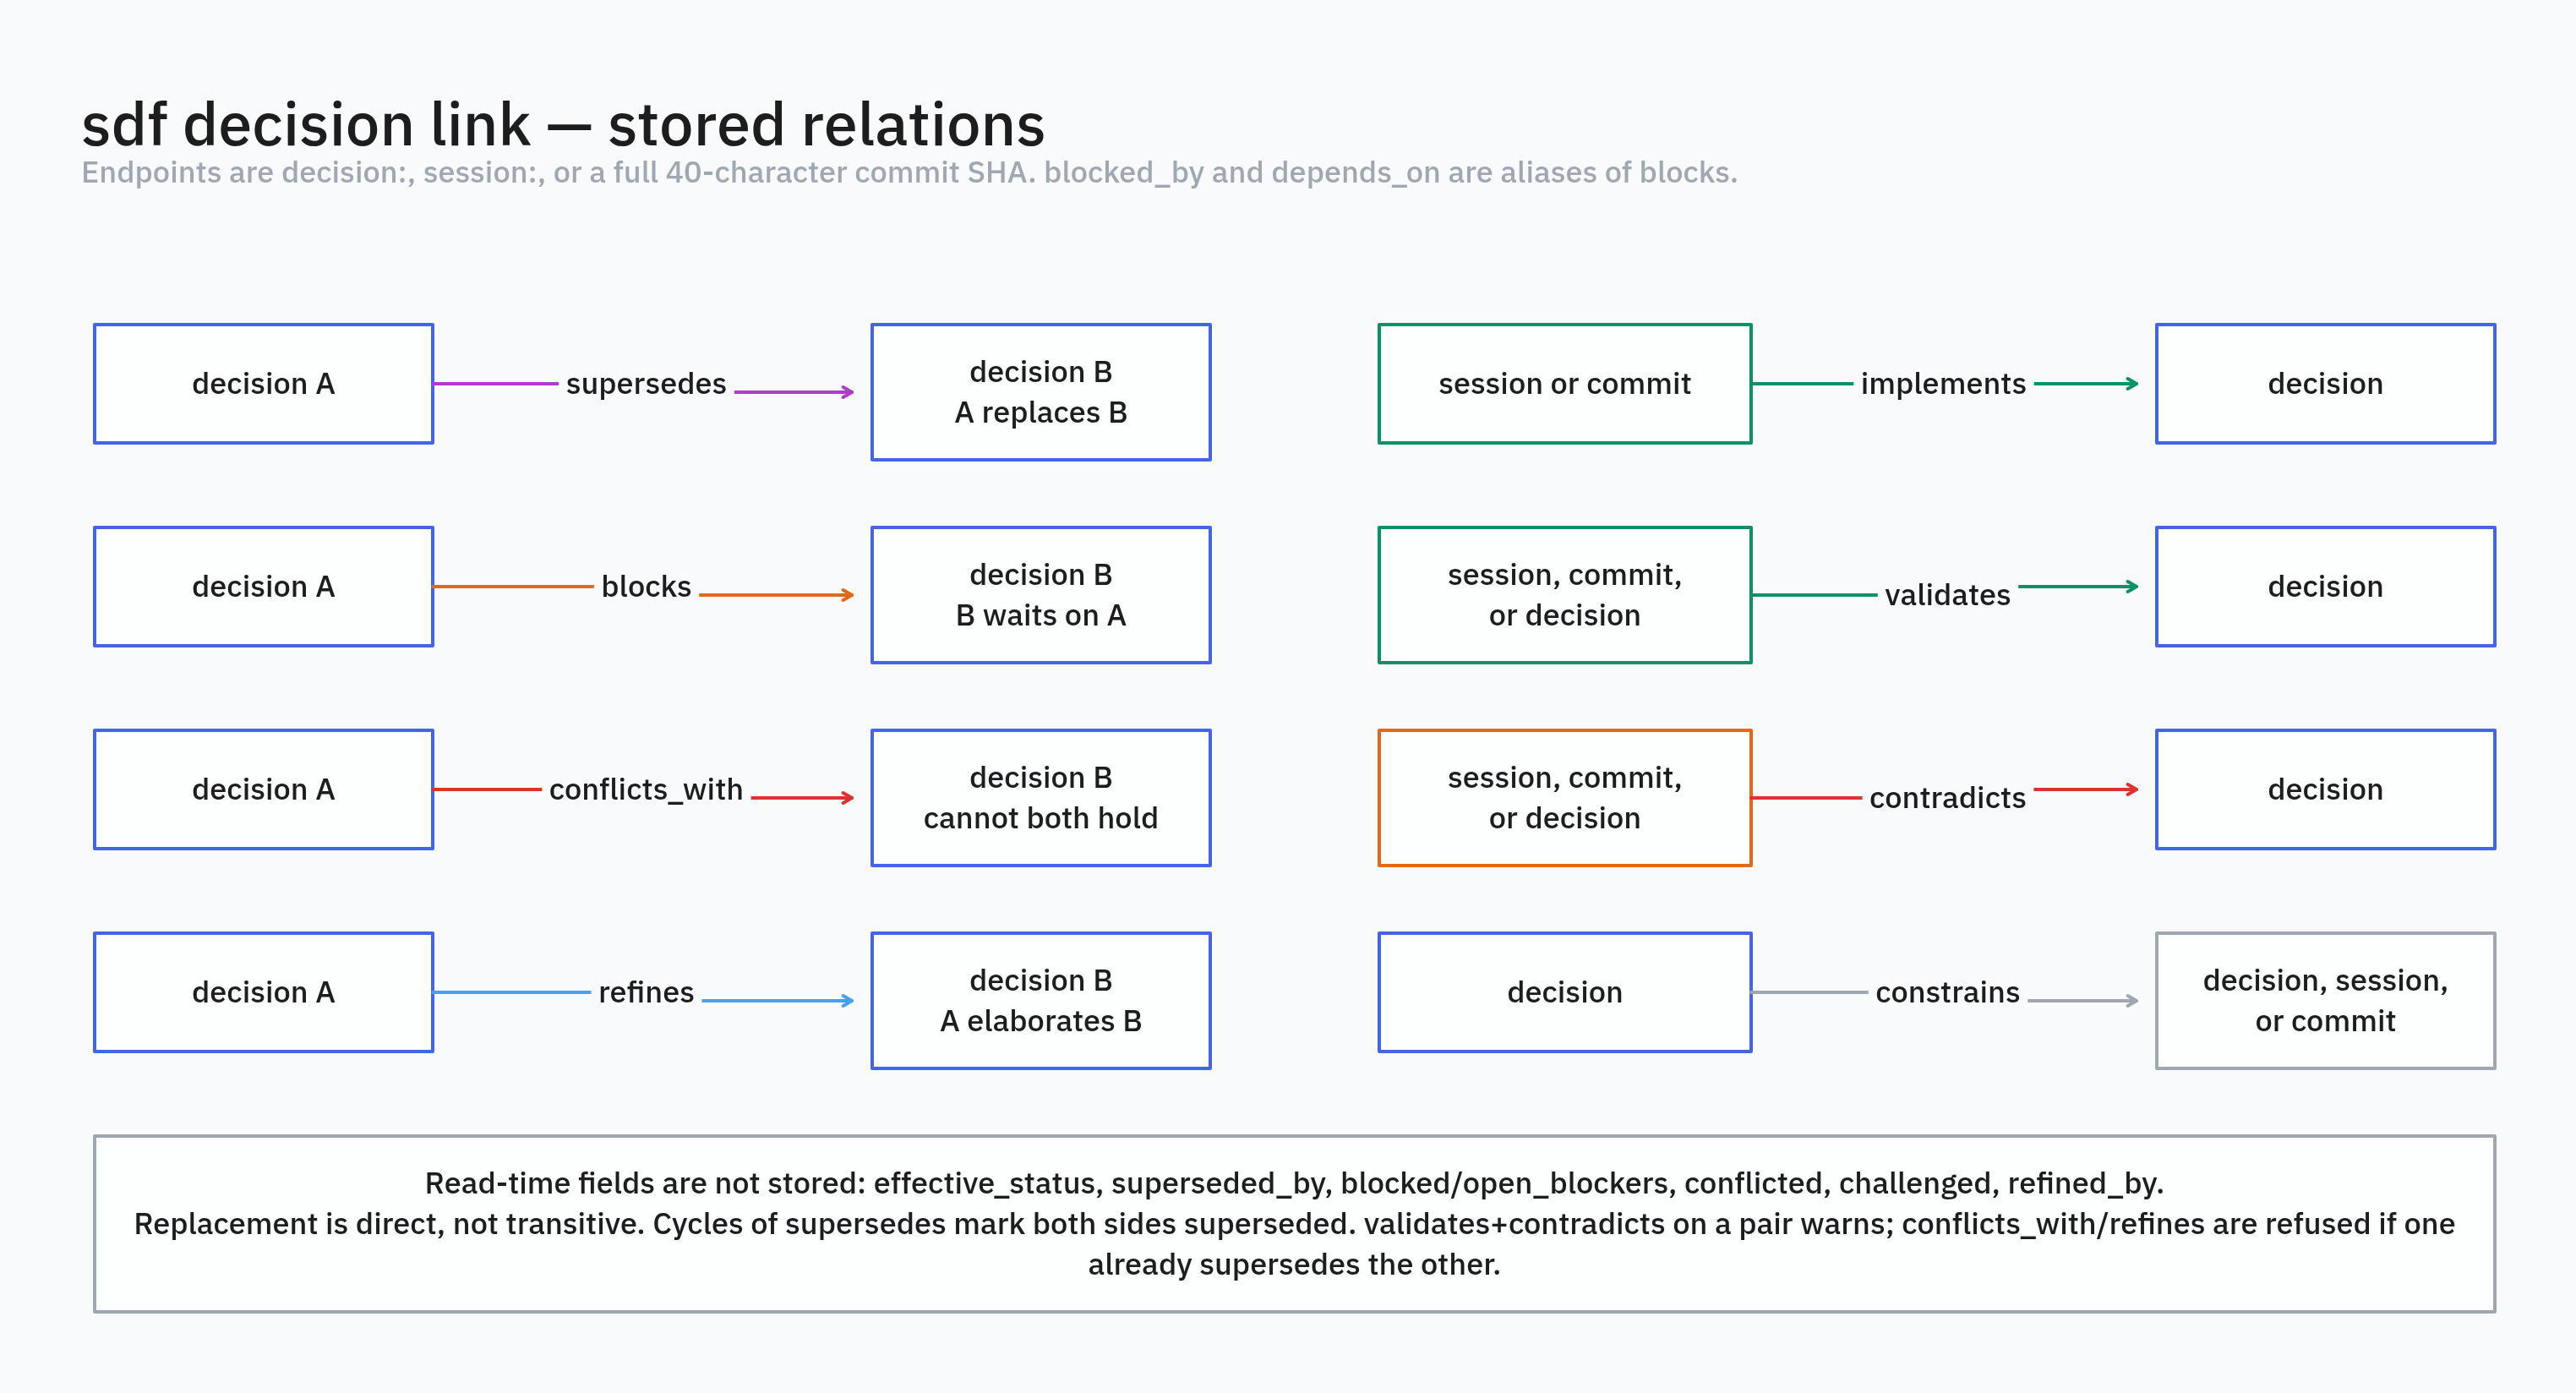 sdf decision link — stored relations
Endpoints are decision:, session:, or a full 40-character commit SHA. blocked_by and depends_on are aliases of blocks.
decision A
supersedes
decision B
A replaces B
session or commit
implements
decision
decision A
blocks
decision B
B waits on A
session, commit,
or decision
validates
decision
decision A
conflicts_with
decision B
cannot both hold
session, commit,
or decision
contradicts
decision
decision A
refines
decision B
A elaborates B
decision
constrains
decision, session,
or commit
Read-time fields are not stored: effective_status, superseded_by, blocked/open_blockers, conflicted, challenged, refined_by.
Replacement is direct, not transitive. Cycles of supersedes mark both sides superseded. validates+contradicts on a pair warns; conflicts_with/refines are refused if one
already supersedes the other.